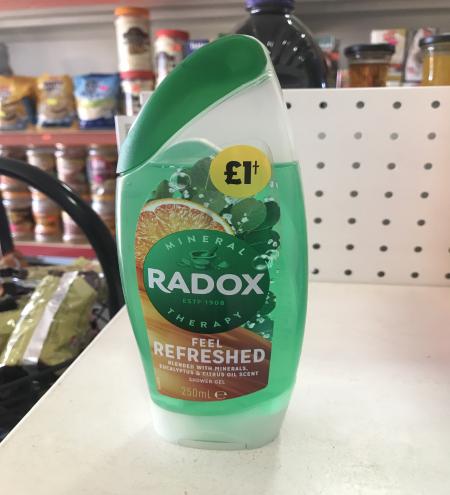 £1†
MINERAL
RADOX
ESTD 1908
THERAPY
FEEL
REFRESHED
BLENDED WITH MINERALS,
EUCALYPTUS & CITRUS OIL SCENT
SHOWER GEL
250ml ℮